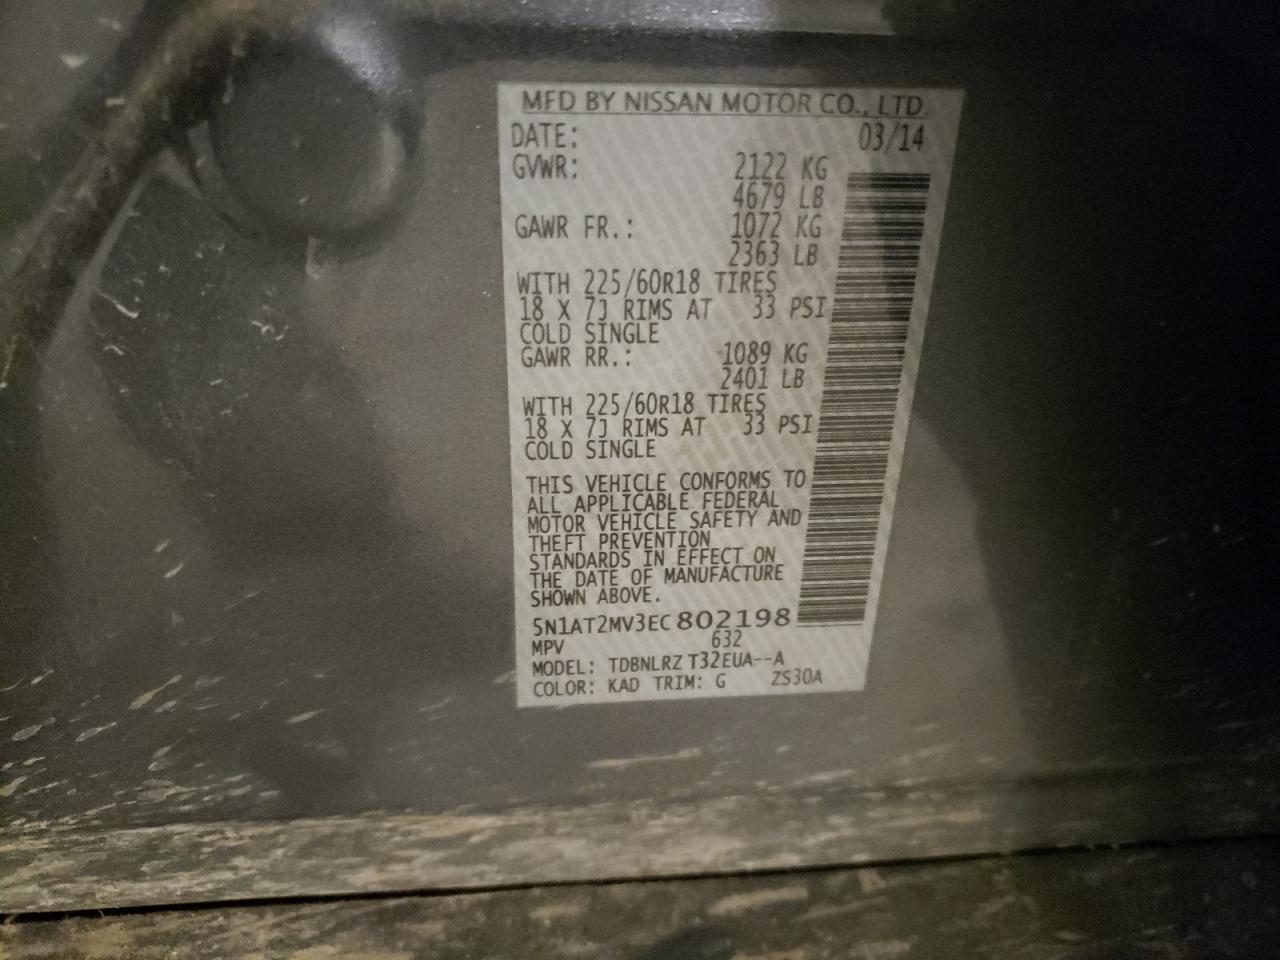 MFD BY NISSAN MOTOR CO., LTD.
DATE: 03/14
GVWR: 2122 KG
4679 LB
GAWR FR.: 1072 KG
2363 LB
WITH 225/60R18 TIRES
18 X 7J RIMS AT 33 PSI
COLD SINGLE
GAWR RR.: 1089 KG
2401 LB
WITH 225/60R18 TIRES
18 X 7J RIMS AT 33 PSI
COLD SINGLE
THIS VEHICLE CONFORMS TO
ALL APPLICABLE FEDERAL
MOTOR VEHICLE SAFETY AND
THEFT PREVENTION
STANDARDS IN EFFECT ON
THE DATE OF MANUFACTURE
SHOWN ABOVE.
5N1AT2MV3EC802198
MPV 632
MODEL: TDBNLRZ T32EUA--A
COLOR: KAD TRIM: G ZS30A